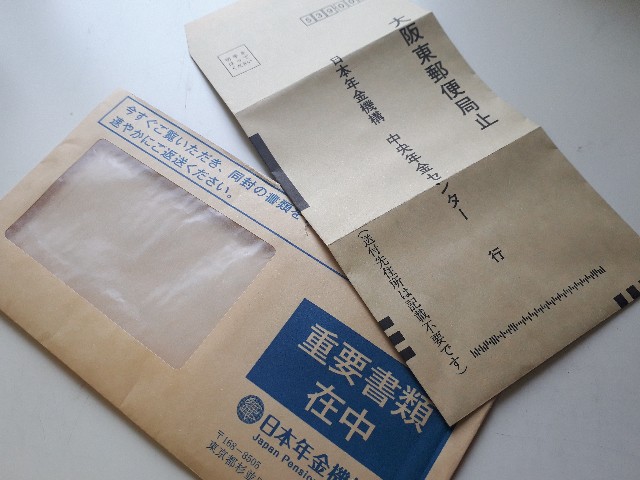 今すぐご覧いただき、同封の書類を
速やかにご返送ください。
重要書類
在中
日本年金機
Japan Pension
〒168-8505
東京都杉並
大阪東郵便局止
日本年金機構 中央年金センター 行
(送付先住所は記載不要です)